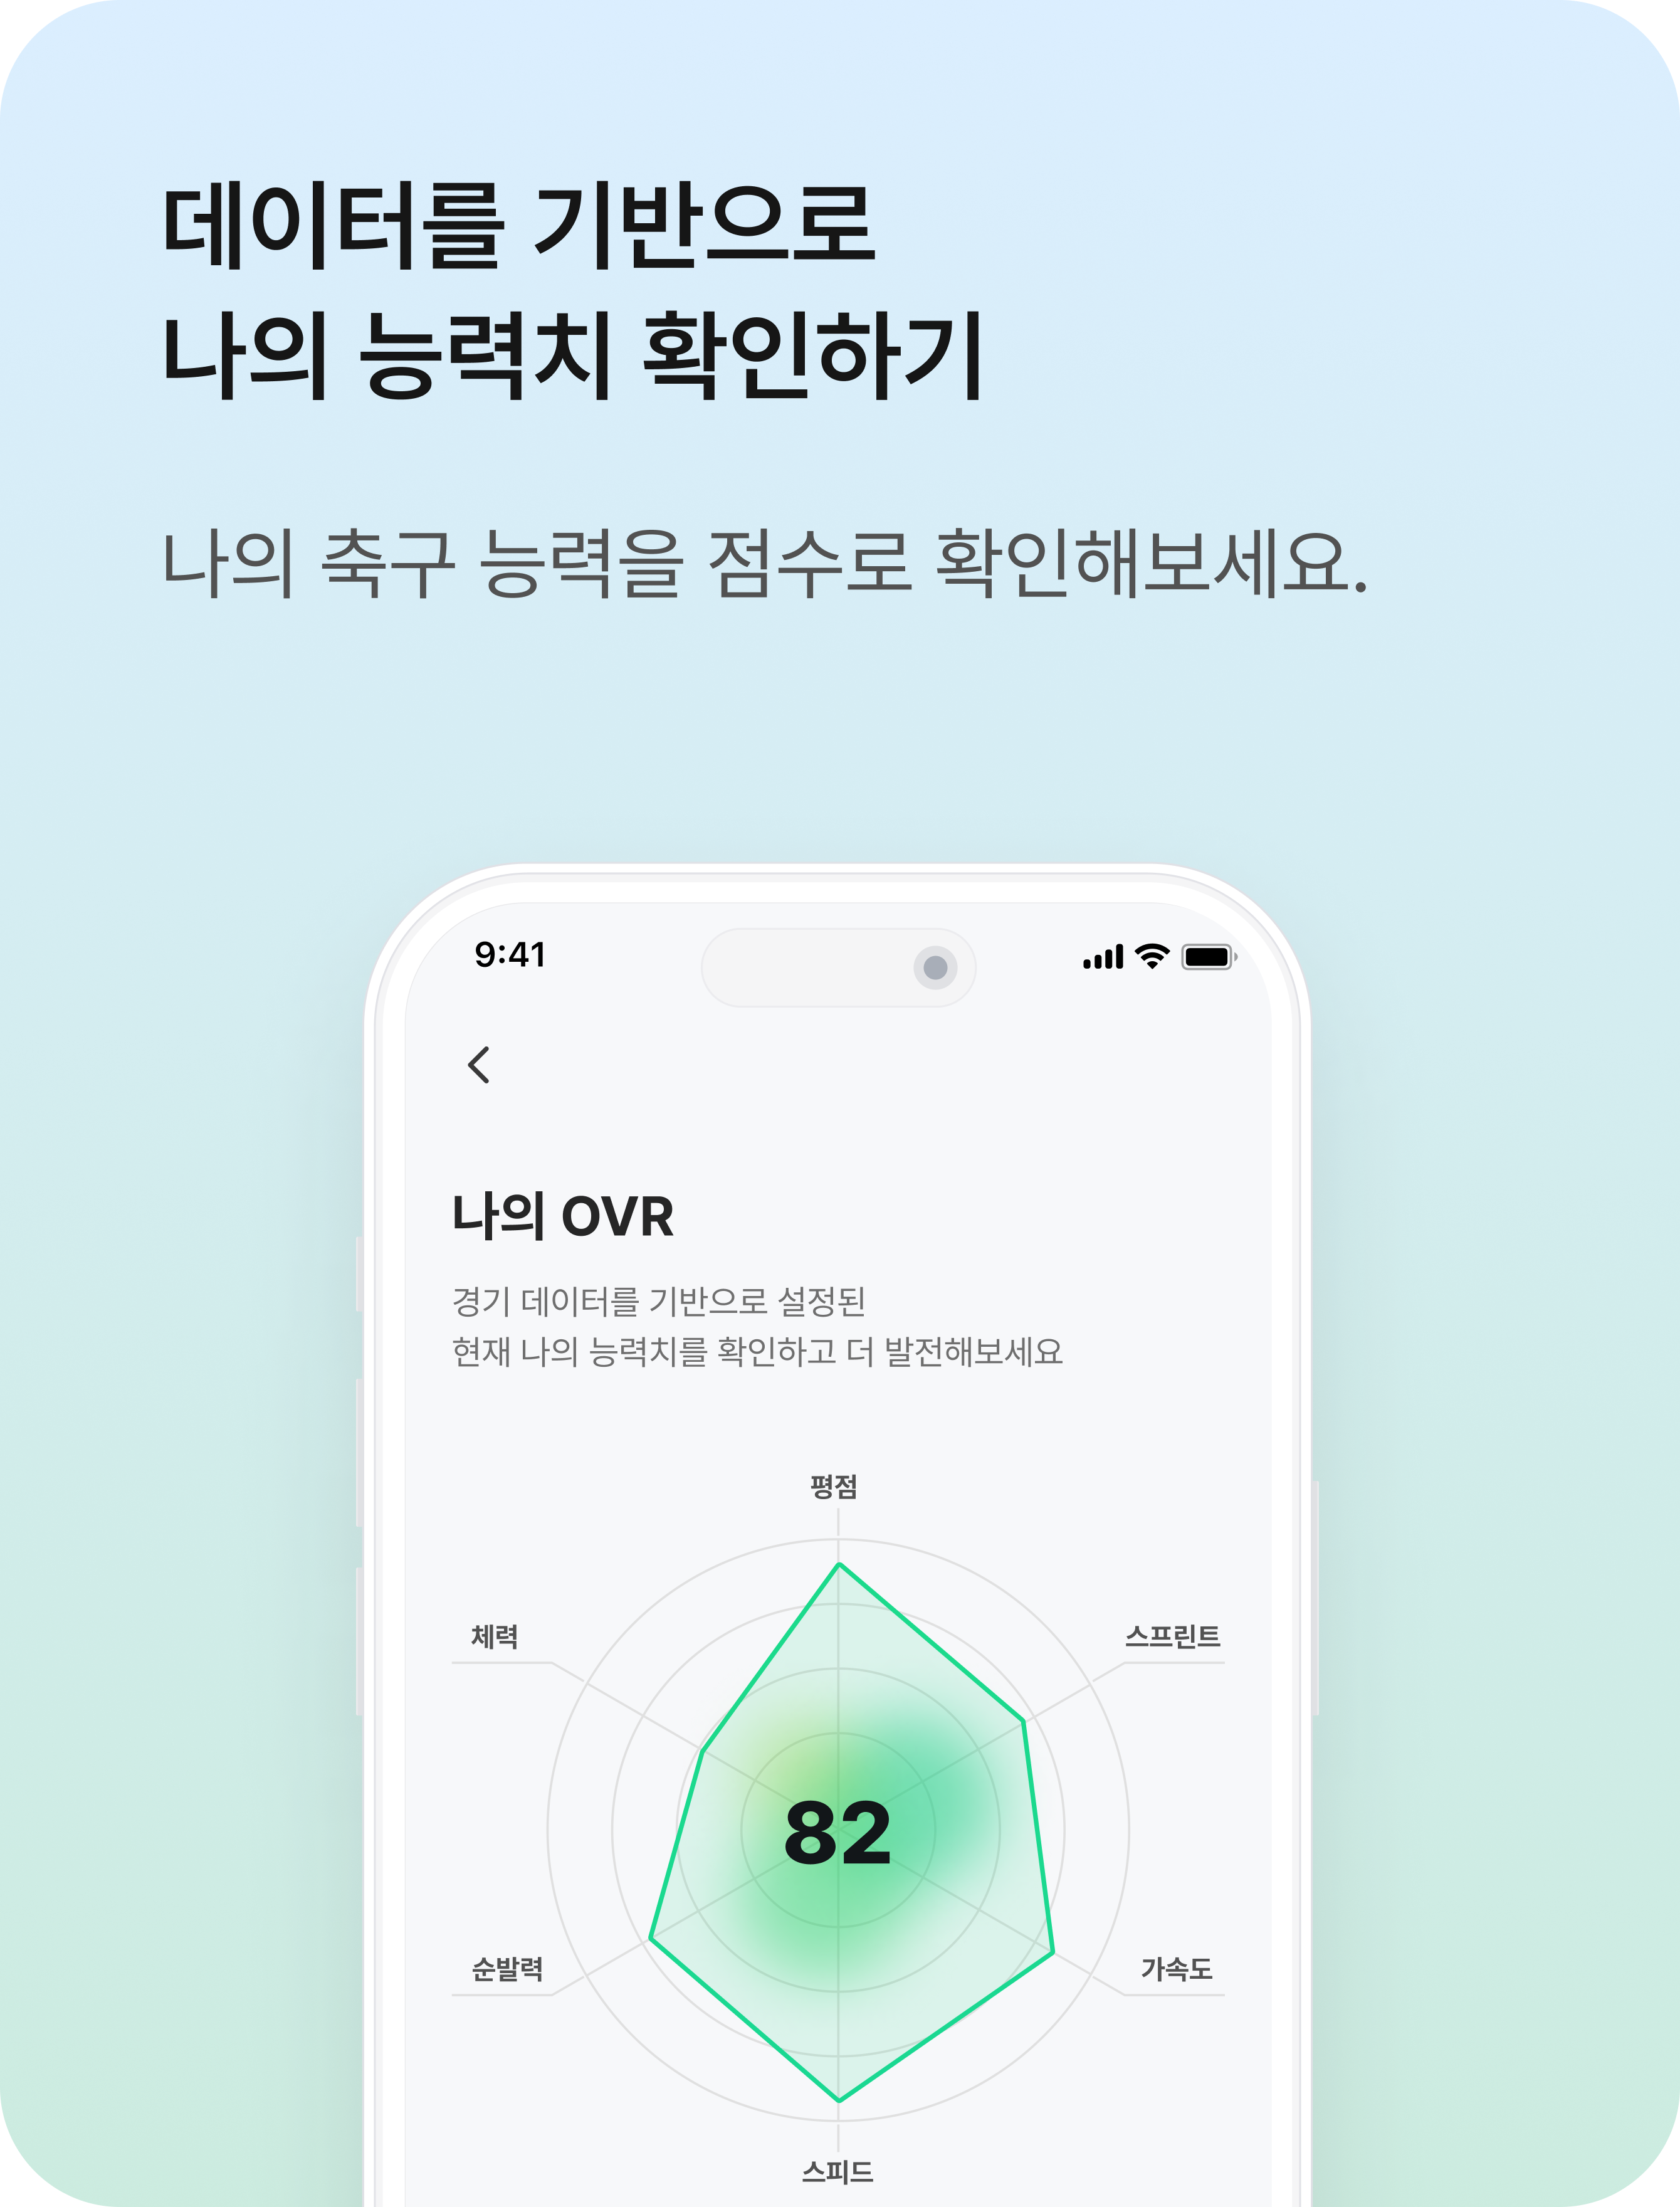 데이터를 기반으로
나의 능력치 확인하기
나의 축구 능력을 점수로 확인해보세요.
9:41
나의 OVR
경기 데이터를 기반으로 설정된
현재 나의 능력치를 확인하고 더 발전해보세요
평점
체력
스프린트
82
순발력
가속도
스피드